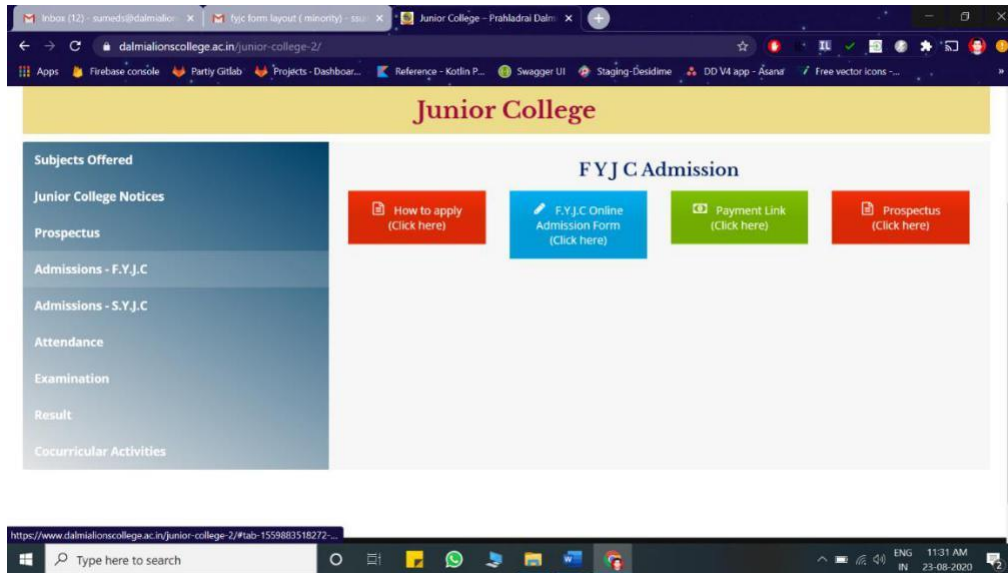 Inbox (12) - sumeds@dalmialion
fyjc form layout ( minority) - ssu
Junior College – Prahladrai Dalm
dalmialionscollege.ac.in/junior-college-2/
Apps
Firebase console
Partiy Gitlab
Projects - Dashboar...
Reference - Kotlin P...
Swagger UI
Staging-Desidime
DD V4 app - Asana
Free vector icons -...
Junior College
Subjects Offered
Junior College Notices
Prospectus
Admissions - F.Y.J.C
Admissions - S.Y.J.C
Attendance
Examination
Result
Cocurricular Activities
F Y J C Admission
How to apply
(Click here)
F.Y.J.C Online
Admission Form
(Click here)
Payment Link
(Click here)
Prospectus
(Click here)
https://www.dalmialionscollege.ac.in/junior-college-2/#tab-1559883518272-...
Type here to search
ENG
IN
11:31 AM
23-08-2020